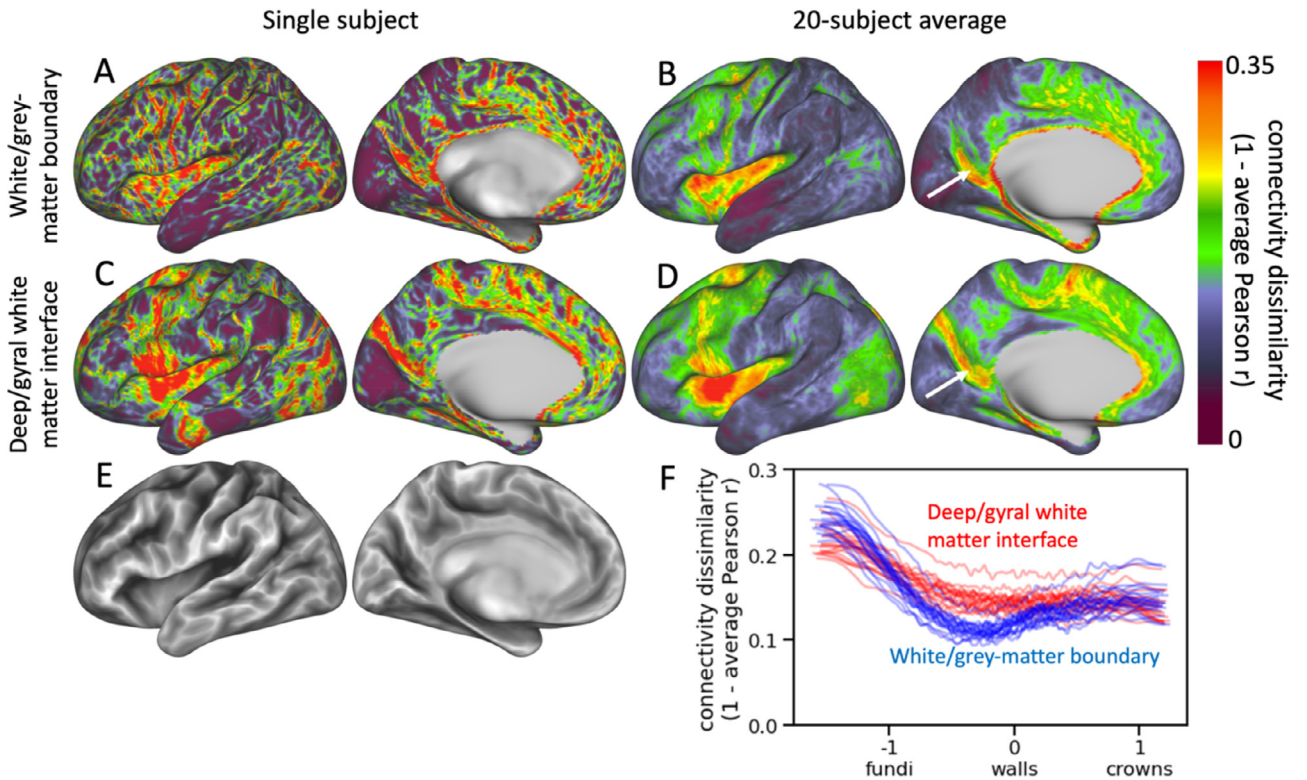 Single subject
20-subject average
White/grey-
matter boundary
A
B
0.35
connectivity dissimilarity
(1 - average Pearson r)
0
Deep/gyral white
matter interface
C
D
E
F
connectivity dissimilarity
(1 - average Pearson r)
0.3
0.2
0.1
0.0
Deep/gyral white
matter interface
White/grey-matter boundary
-1
0
1
fundi
walls
crowns